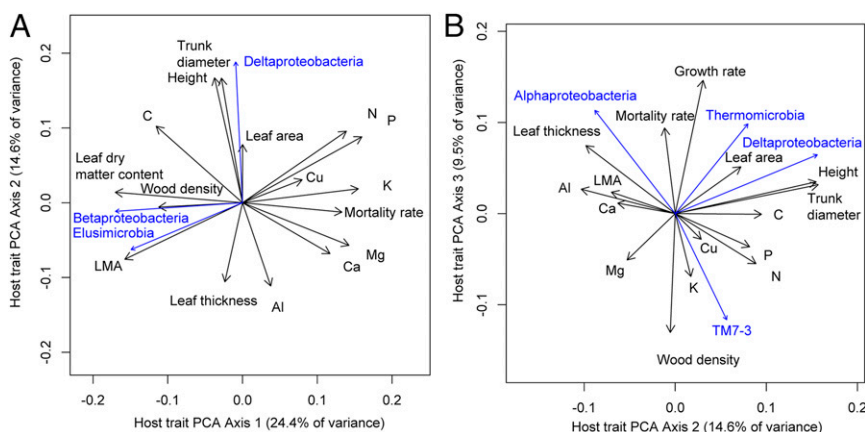 A
Host trait PCA Axis 2 (14.6% of variance)
0.2
0.1
0.0
-0.1
-0.2
Trunk
diameter
Height
Deltaproteobacteria
C
N P
Leaf area
Leaf dry
matter content
Cu
Wood density
K
Betaproteobacteria
Mortality rate
Elusimicrobia
LMA
Mg
Ca
Leaf thickness
Al
-0.2 -0.1 0.0 0.1 0.2
Host trait PCA Axis 1 (24.4% of variance)
B
Host trait PCA Axis 3 (9.5% of variance)
0.2
0.1
0.0
-0.1
Growth rate
Alphaproteobacteria
Mortality rate
Thermomicrobia
Leaf thickness
Deltaproteobacteria
Leaf area
Height
Al
LMA
Trunk
diameter
Ca
C
Cu
P
Mg
N
K
TM7-3
Wood density
-0.1 0.0 0.1 0.2
Host trait PCA Axis 2 (14.6% of variance)